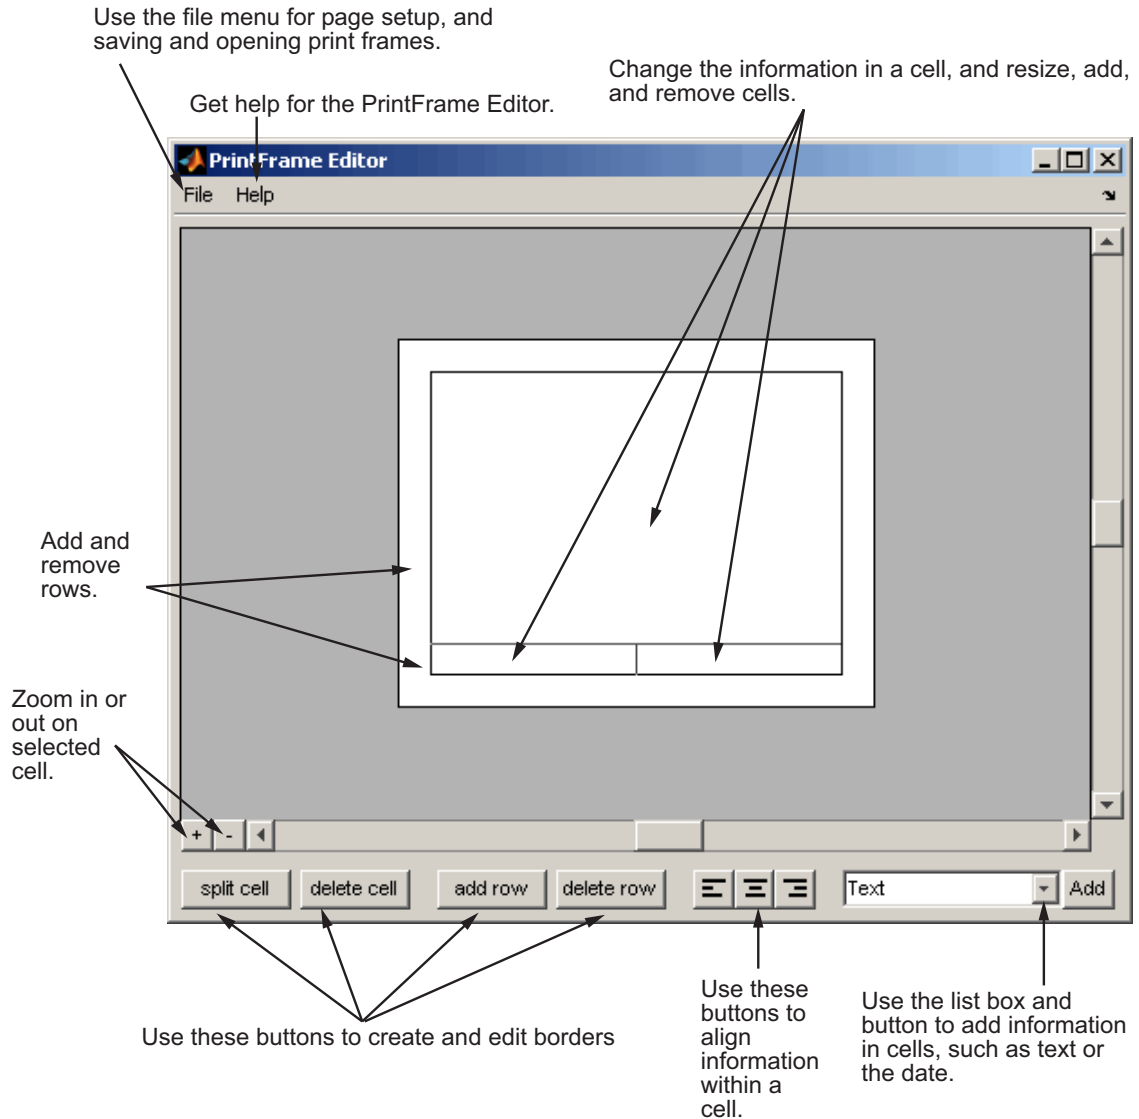 Use the file menu for page setup, and
saving and opening print frames.
Change the information in a cell, and resize, add,
and remove cells.
Get help for the PrintFrame Editor.
PrintFrame Editor
File Help
Add and
remove
rows.
Zoom in or
out on
selected
cell.
+ -
split cell delete cell add row delete row Text Add
Use these buttons to create and edit borders
Use these
buttons to
align
information
within a
cell.
Use the list box and
button to add information
in cells, such as text or
the date.